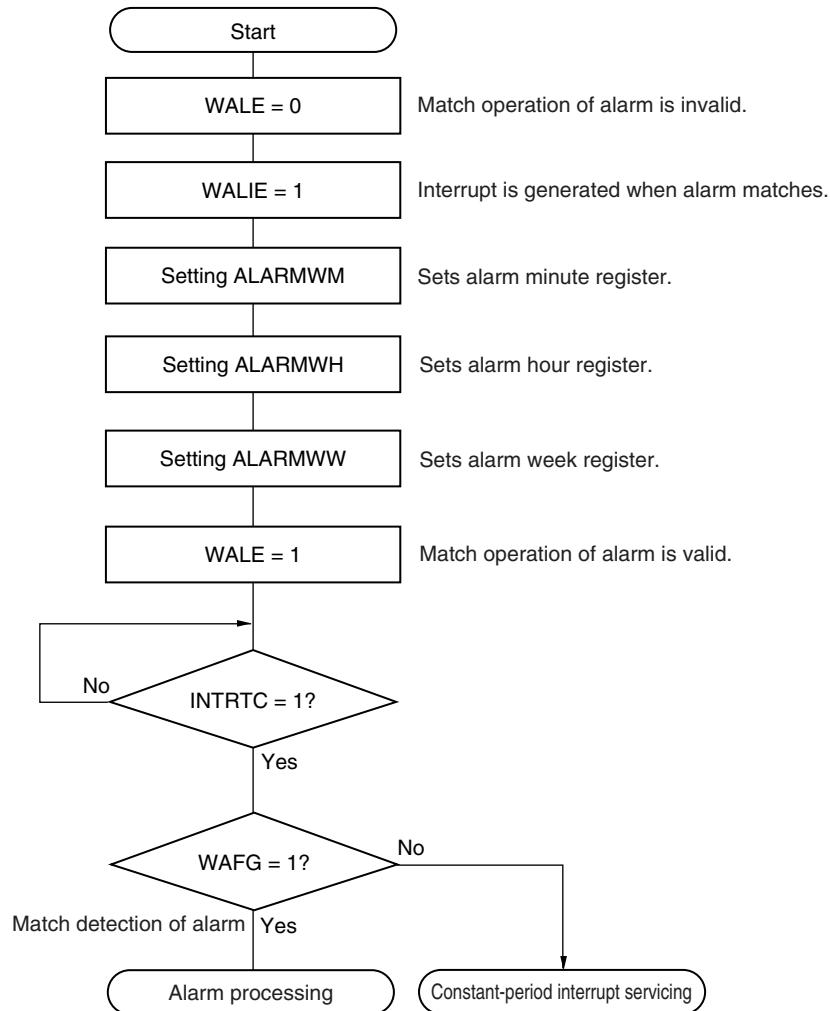 Start
WALE = 0
Match operation of alarm is invalid.
WALIE = 1
Interrupt is generated when alarm matches.
Setting ALARMWM
Sets alarm minute register.
Setting ALARMWH
Sets alarm hour register.
Setting ALARMWW
Sets alarm week register.
WALE = 1
Match operation of alarm is valid.
No
INTRTC = 1?
Yes
WAFG = 1?
No
Match detection of alarm
Yes
Alarm processing
Constant-period interrupt servicing